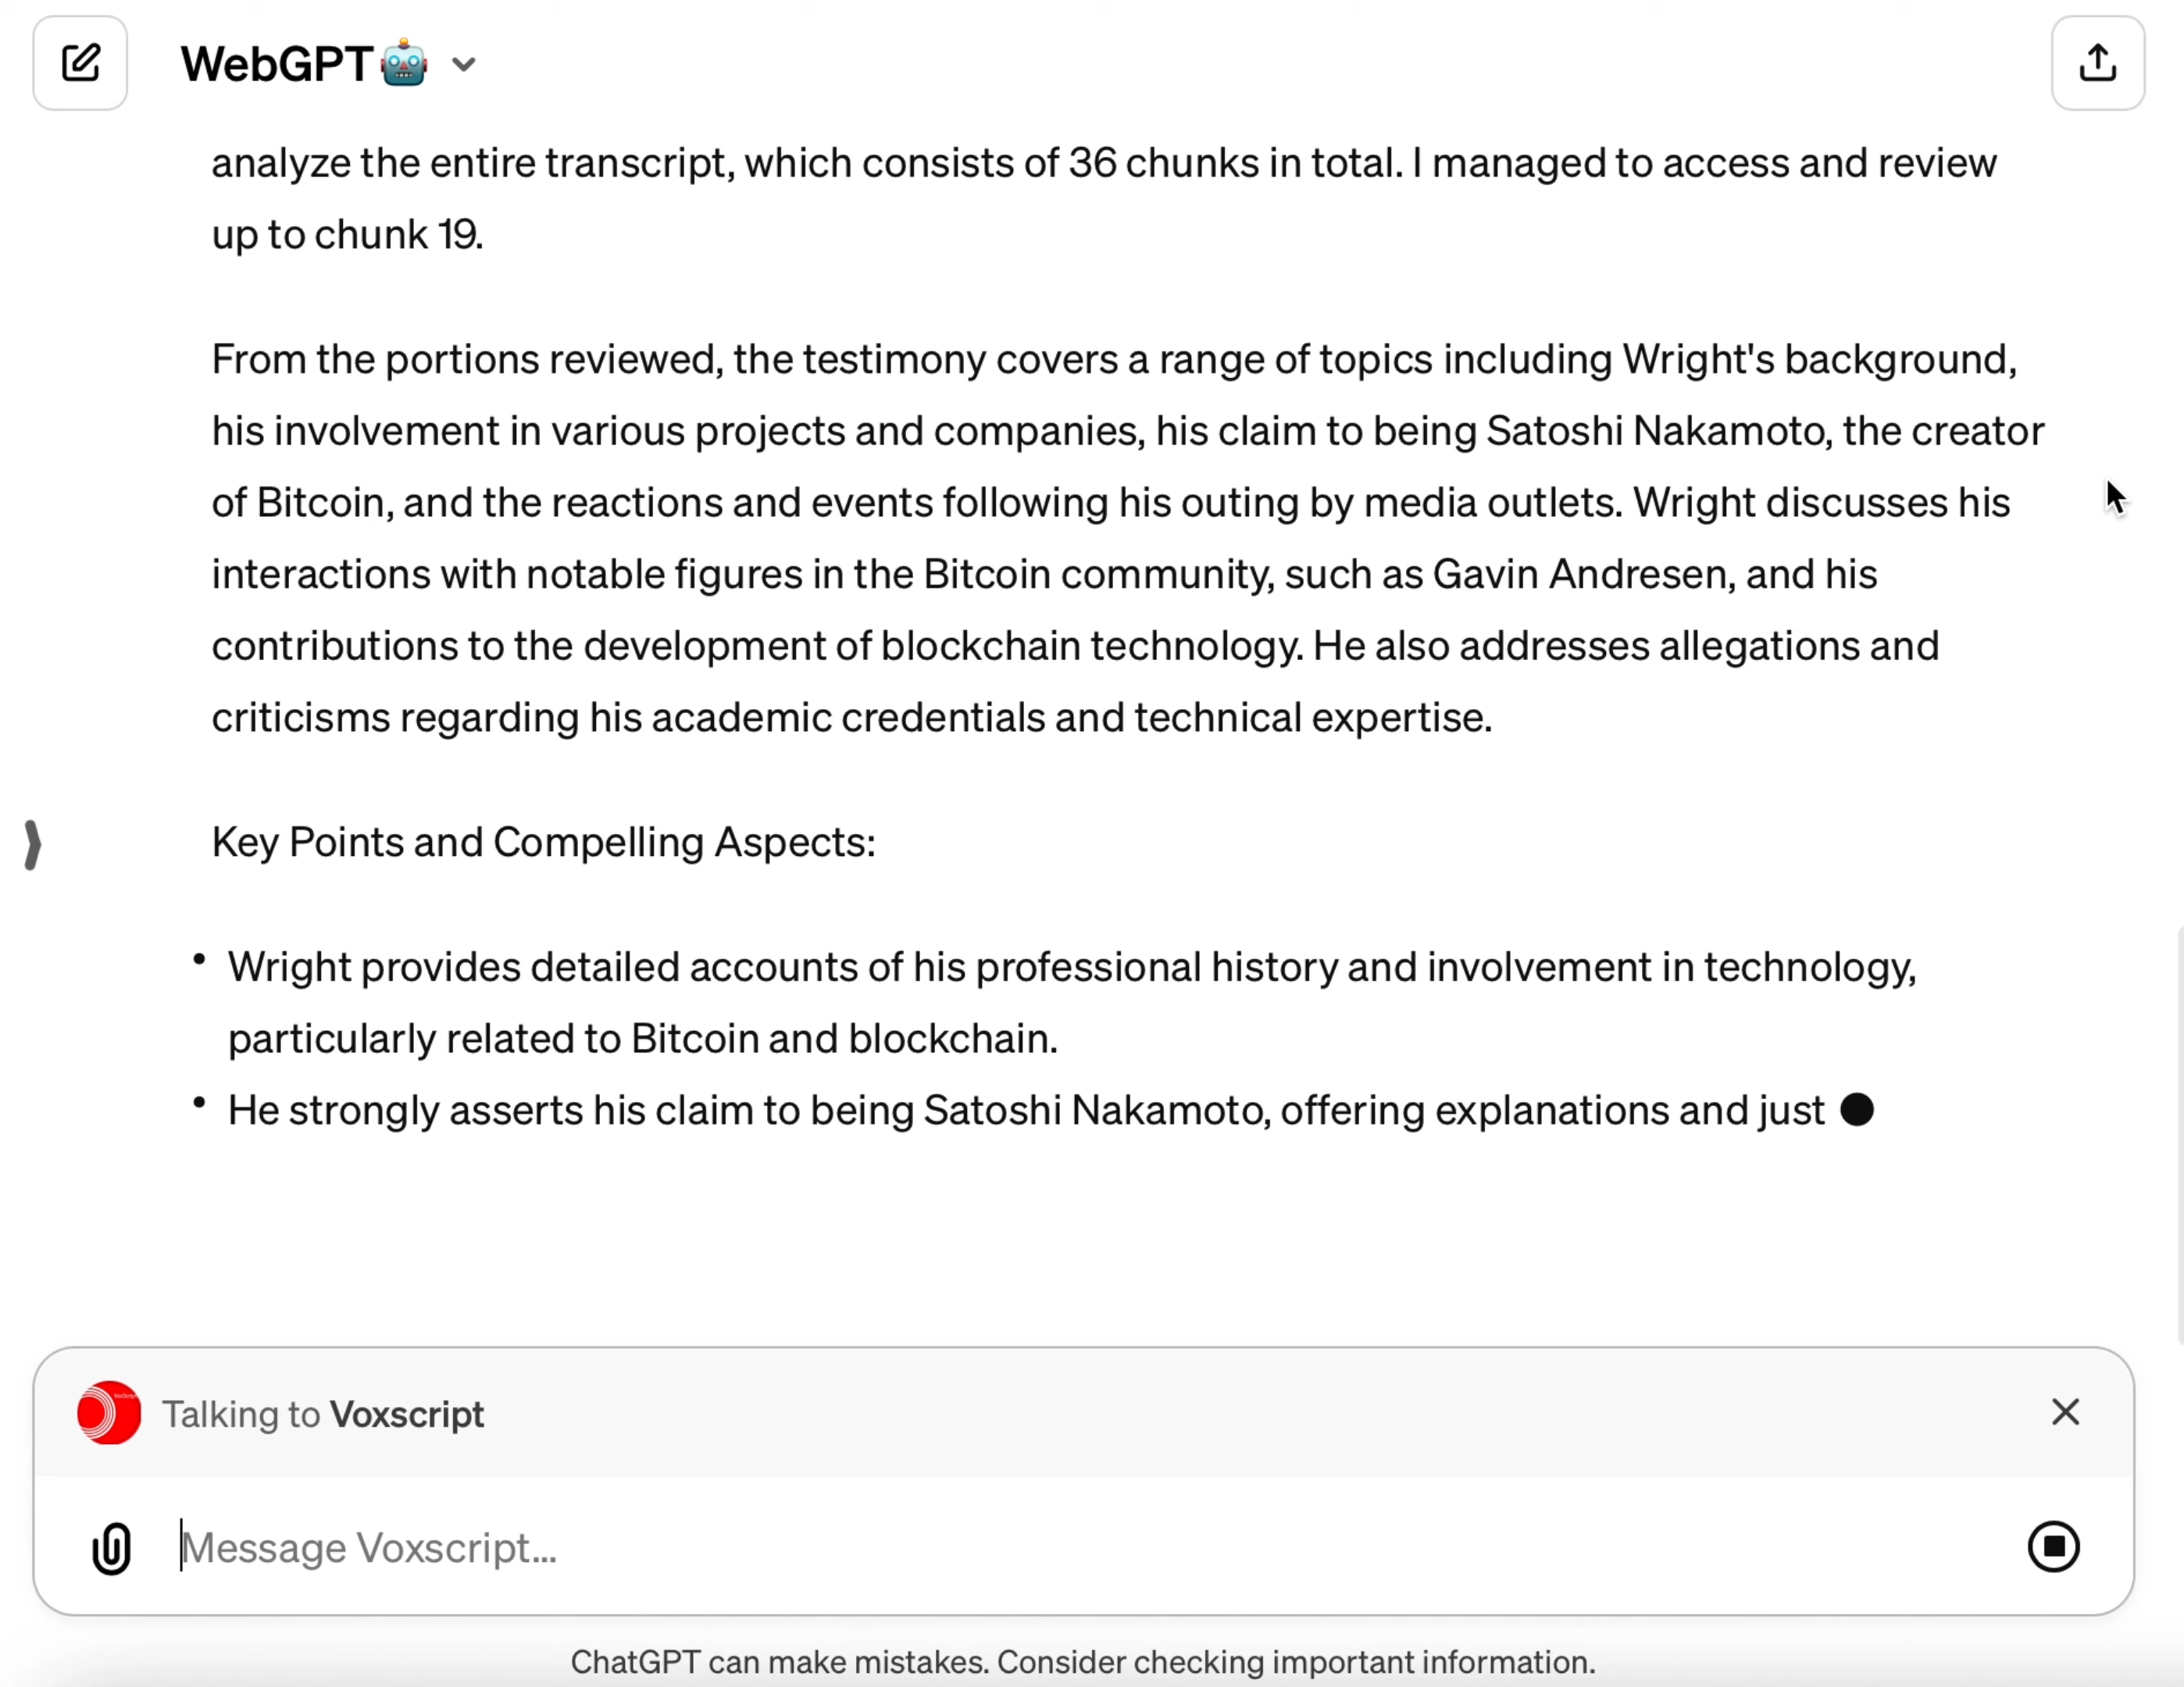 WebGPT🤖
analyze the entire transcript, which consists of 36 chunks in total. I managed to access and review
up to chunk 19.
From the portions reviewed, the testimony covers a range of topics including Wright's background,
his involvement in various projects and companies, his claim to being Satoshi Nakamoto, the creator
of Bitcoin, and the reactions and events following his outing by media outlets. Wright discusses his
interactions with notable figures in the Bitcoin community, such as Gavin Andresen, and his
contributions to the development of blockchain technology. He also addresses allegations and
criticisms regarding his academic credentials and technical expertise.
Key Points and Compelling Aspects:
• Wright provides detailed accounts of his professional history and involvement in technology,
particularly related to Bitcoin and blockchain.
• He strongly asserts his claim to being Satoshi Nakamoto, offering explanations and just
Talking to Voxscript
Message Voxscript...
ChatGPT can make mistakes. Consider checking important information.